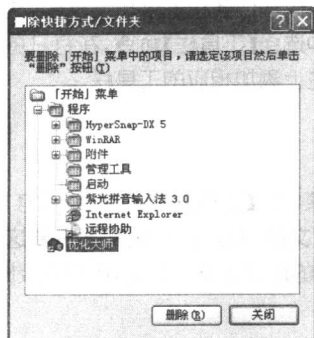 删除快捷方式/文件夹
要删除「开始」菜单中的项目，请选定该项目然后单击
“删除”按钮(T)
「开始」菜单
程序
HyperSnap-DX 5
WinRAR
附件
管理工具
启动
紫光拼音输入法 3.0
Internet Explorer
远程协助
优化大师
删除(R)
关闭